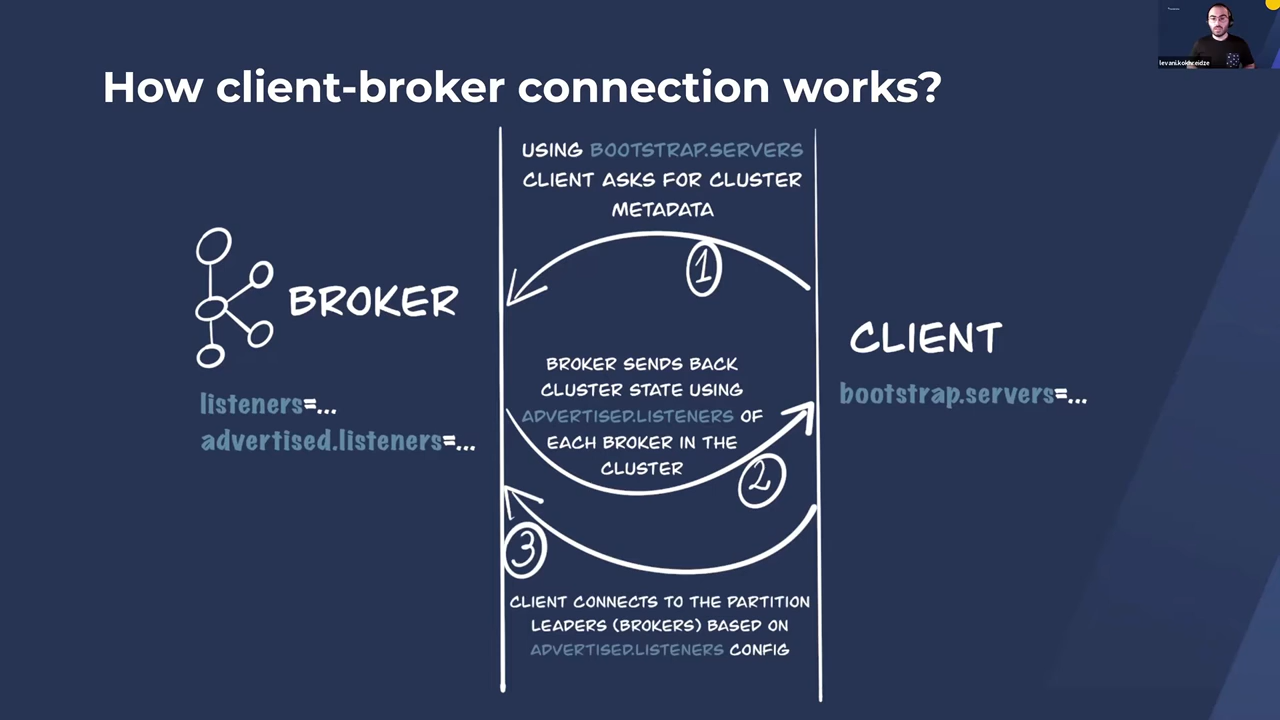 levani.kokhreidze
How client-broker connection works?
USING BOOTSTRAP.SERVERS
CLIENT ASKS FOR CLUSTER
METADATA
1
BROKER
listeners=...
advertised.listeners=...
BROKER SENDS BACK
CLUSTER STATE USING
ADVERTISED.LISTENERS OF
EACH BROKER IN THE
CLUSTER
2
CLIENT
bootstrap.servers=...
3
CLIENT CONNECTS TO THE PARTITION
LEADERS (BROKERS) BASED ON
ADVERTISED.LISTENERS CONFIG